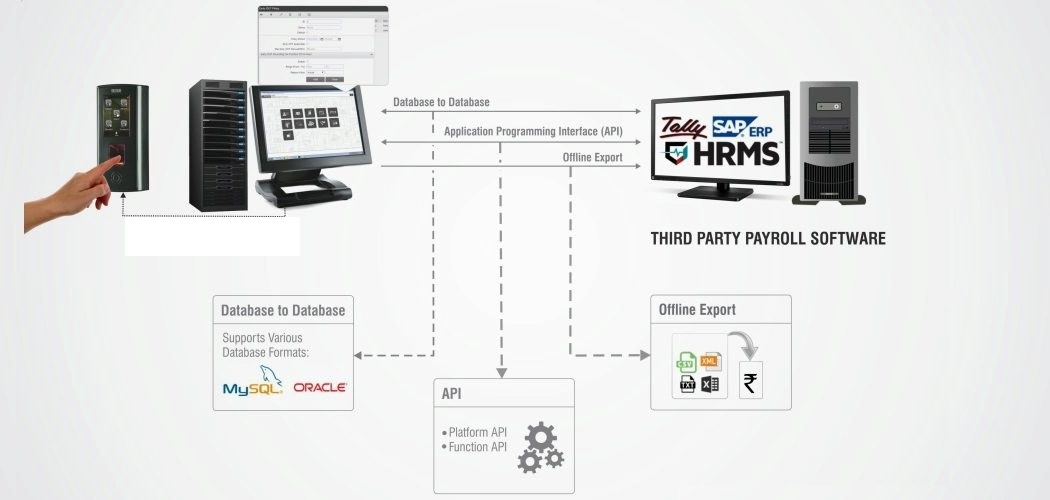 Database to Database
Application Programming Interface (API)
Offline Export
Tally SAP ERP
HRMS
THIRD PARTY PAYROLL SOFTWARE
Database to Database
Supports Various
Database Formats:
MySQL® ORACLE®
API
• Platform API
• Function API
Offline Export
CSV XML
TXT X
₹